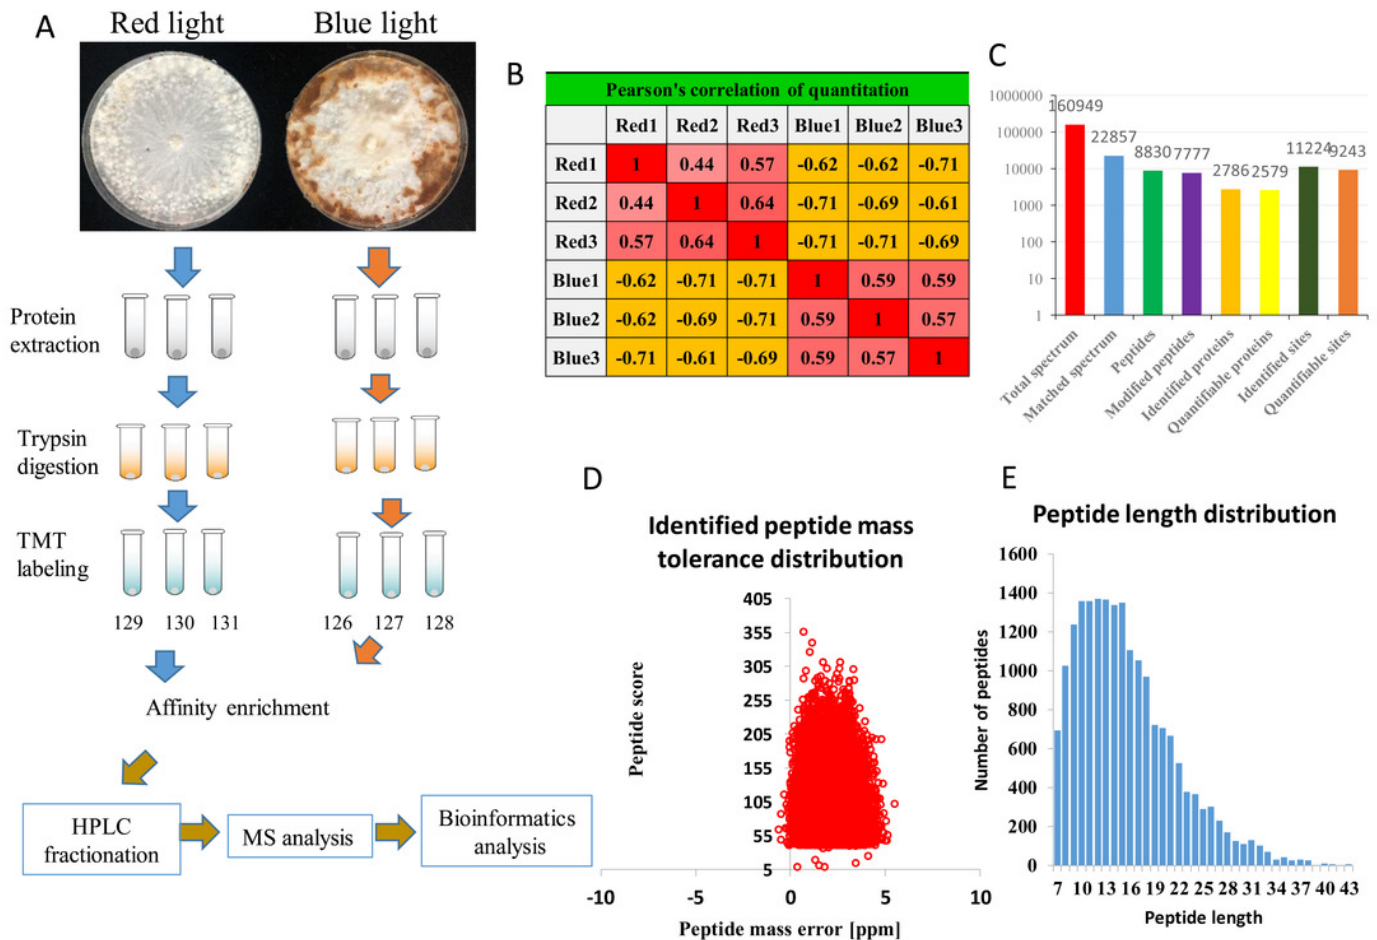 A
Red light
Blue light
Protein
extraction
Trypsin
digestion
TMT
labeling
129 130 131
126 127 128
Affinity enrichment
HPLC
fractionation
MS analysis
Bioinformatics
analysis
B
Pearson's correlation of quantitation
Red1 Red2 Red3 Blue1 Blue2 Blue3
Red1 1 0.44 0.57 -0.62 -0.62 -0.71
Red2 0.44 1 0.64 -0.71 -0.69 -0.61
Red3 0.57 0.64 1 -0.71 -0.71 -0.69
Blue1 -0.62 -0.71 -0.71 1 0.59 0.59
Blue2 -0.62 -0.69 -0.71 0.59 1 0.57
Blue3 -0.71 -0.61 -0.69 0.59 0.57 1
C
1000000
100000
10000
1000
100
10
1
160949
22857
8830
7777
2786
2579
11224
9243
Total spectrum
Matched spectrum
Peptides
Modified peptides
Identified proteins
Quantifiable proteins
Identified sites
Quantifiable sites
D
Identified peptide mass
tolerance distribution
Peptide score
405
355
305
255
205
155
105
55
5
-10 -5 0 5 10
Peptide mass error [ppm]
E
Peptide length distribution
Number of peptides
1600
1400
1200
1000
800
600
400
200
0
7 10 13 16 19 22 25 28 31 34 37 40 43
Peptide length